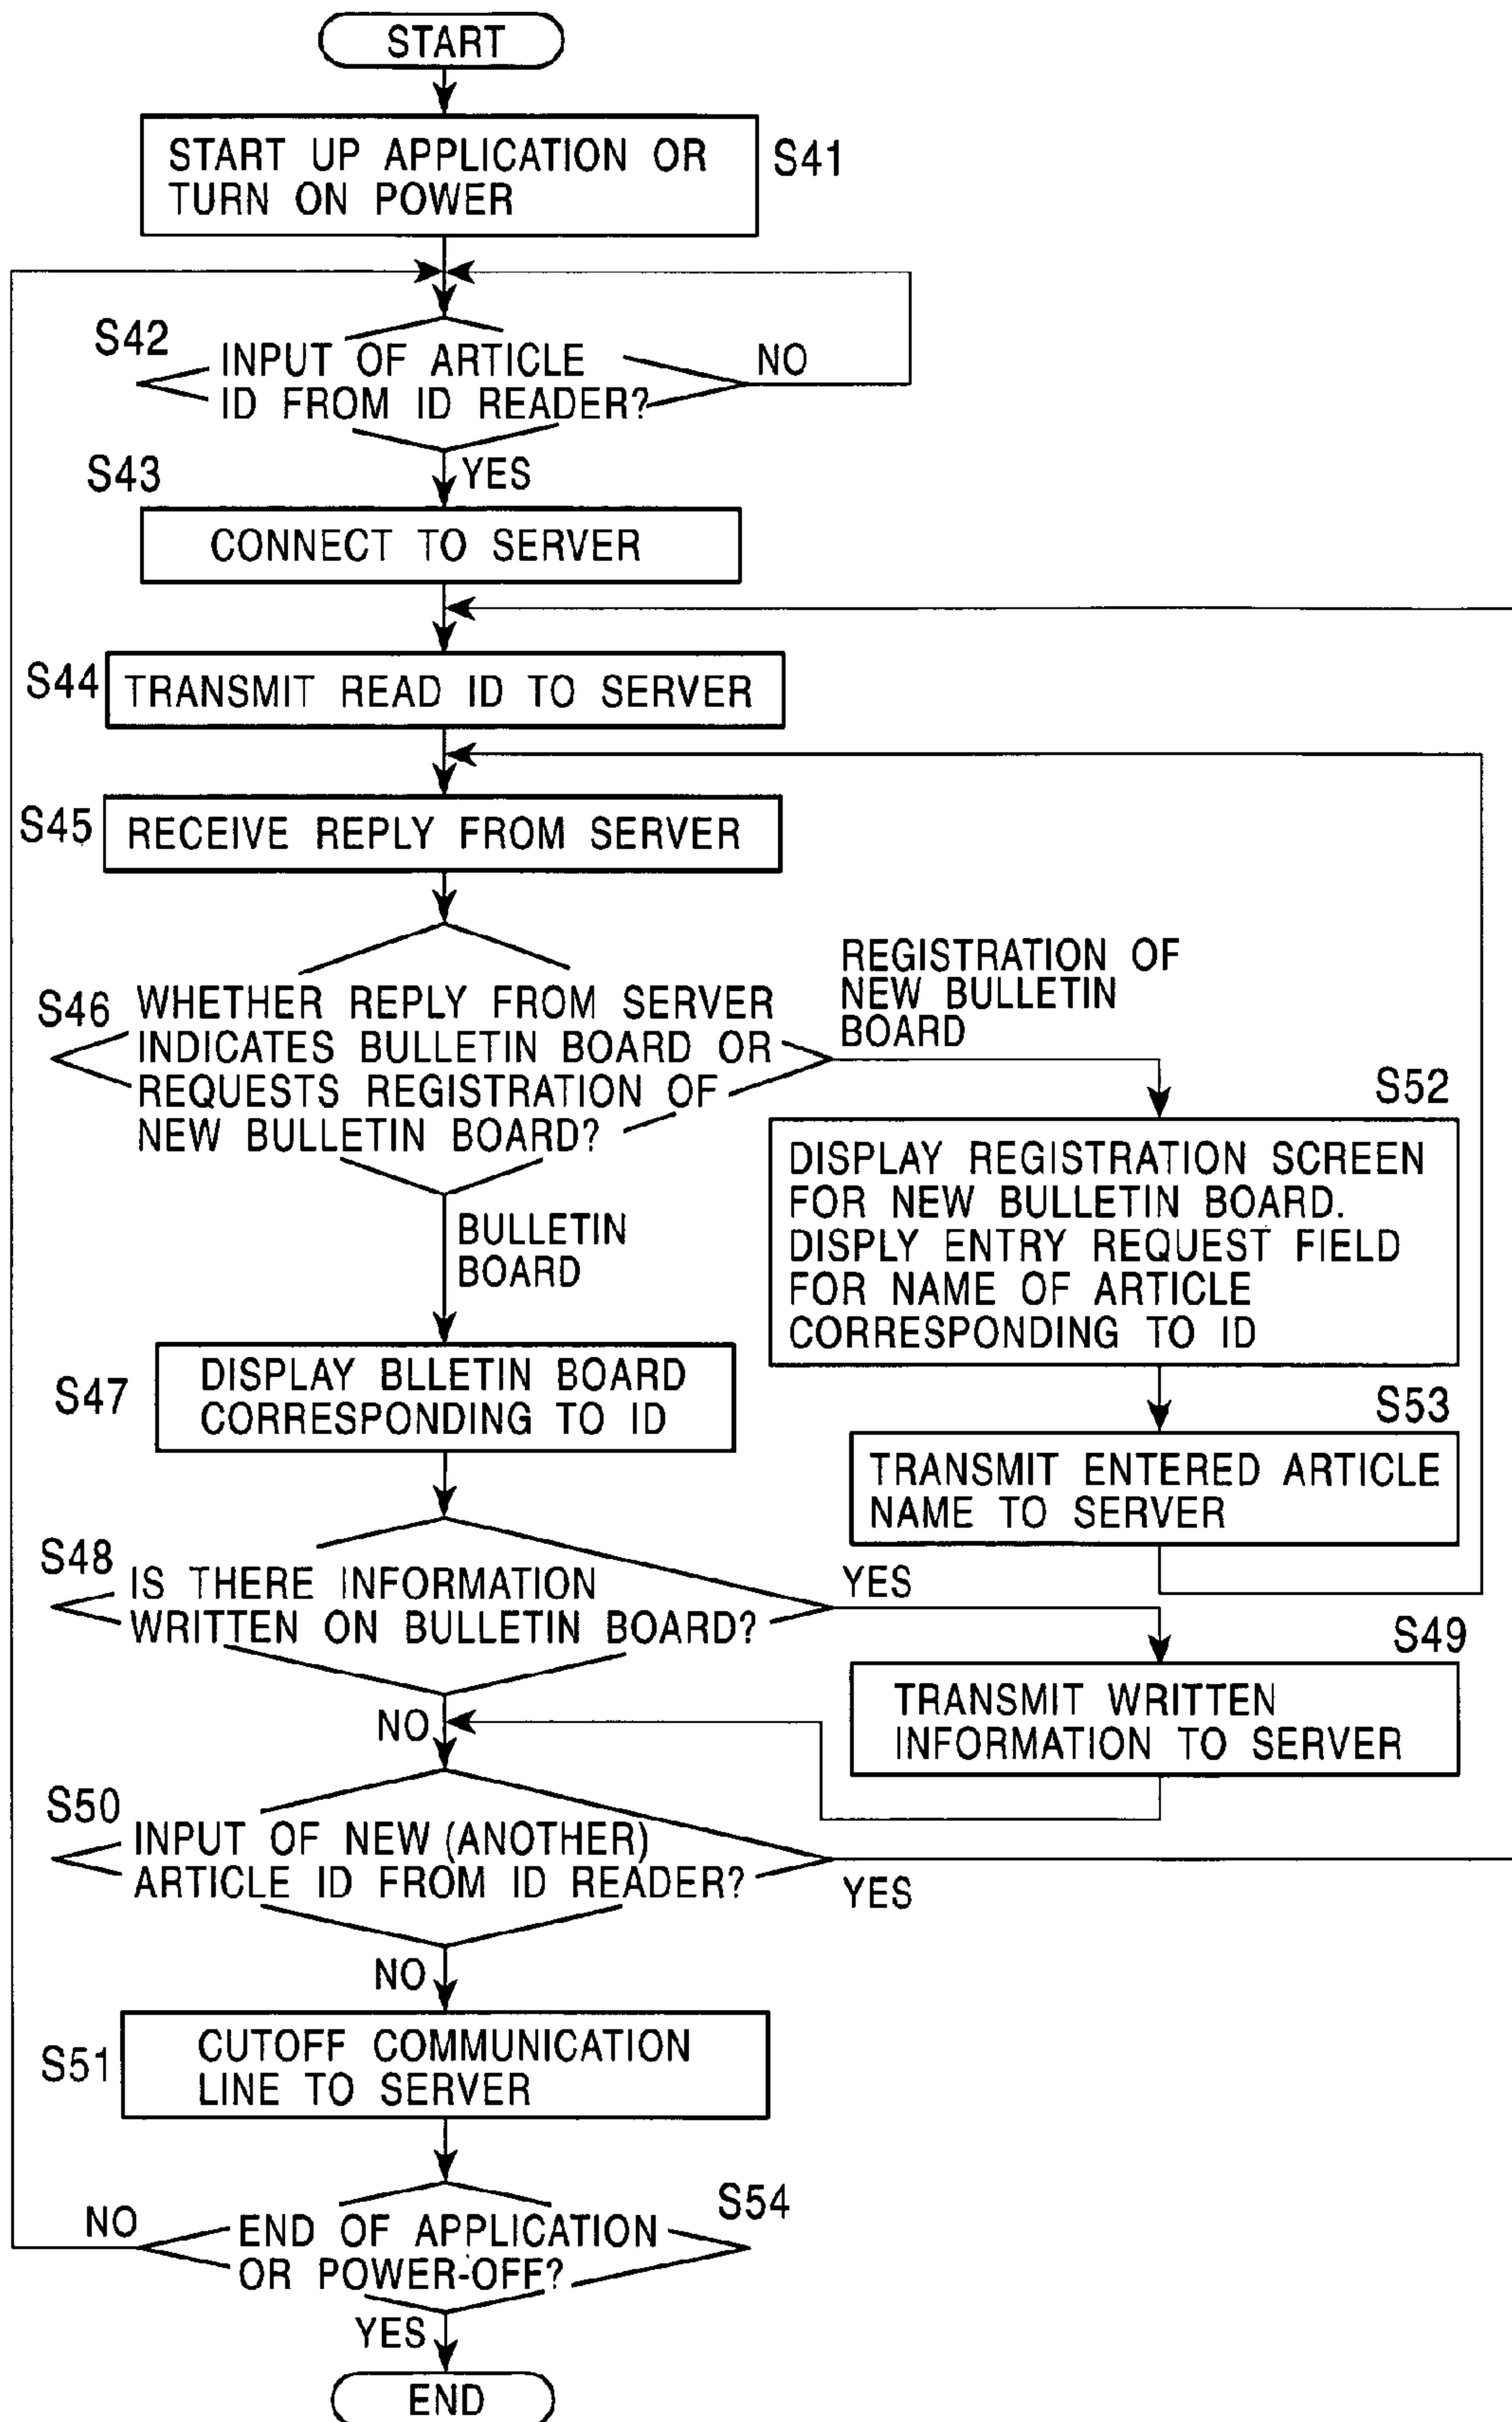 START
START UP APPLICATION OR
TURN ON POWER
S41
S42
INPUT OF ARTICLE
ID FROM ID READER?
NO
YES
S43
CONNECT TO SERVER
S44
TRANSMIT READ ID TO SERVER
S45
RECEIVE REPLY FROM SERVER
S46
WHETHER REPLY FROM SERVER
INDICATES BULLETIN BOARD OR
REQUESTS REGISTRATION OF
NEW BULLETIN BOARD?
REGISTRATION OF
NEW BULLETIN
BOARD
BULLETIN
BOARD
S52
DISPLAY REGISTRATION SCREEN
FOR NEW BULLETIN BOARD.
DISPLY ENTRY REQUEST FIELD
FOR NAME OF ARTICLE
CORRESPONDING TO ID
S47
DISPLAY BLLETIN BOARD
CORRESPONDING TO ID
S53
TRANSMIT ENTERED ARTICLE
NAME TO SERVER
S48
IS THERE INFORMATION
WRITTEN ON BULLETIN BOARD?
YES
NO
S49
TRANSMIT WRITTEN
INFORMATION TO SERVER
S50
INPUT OF NEW (ANOTHER)
ARTICLE ID FROM ID READER?
YES
NO
S51
CUTOFF COMMUNICATION
LINE TO SERVER
S54
END OF APPLICATION
OR POWER-OFF?
NO
YES
END